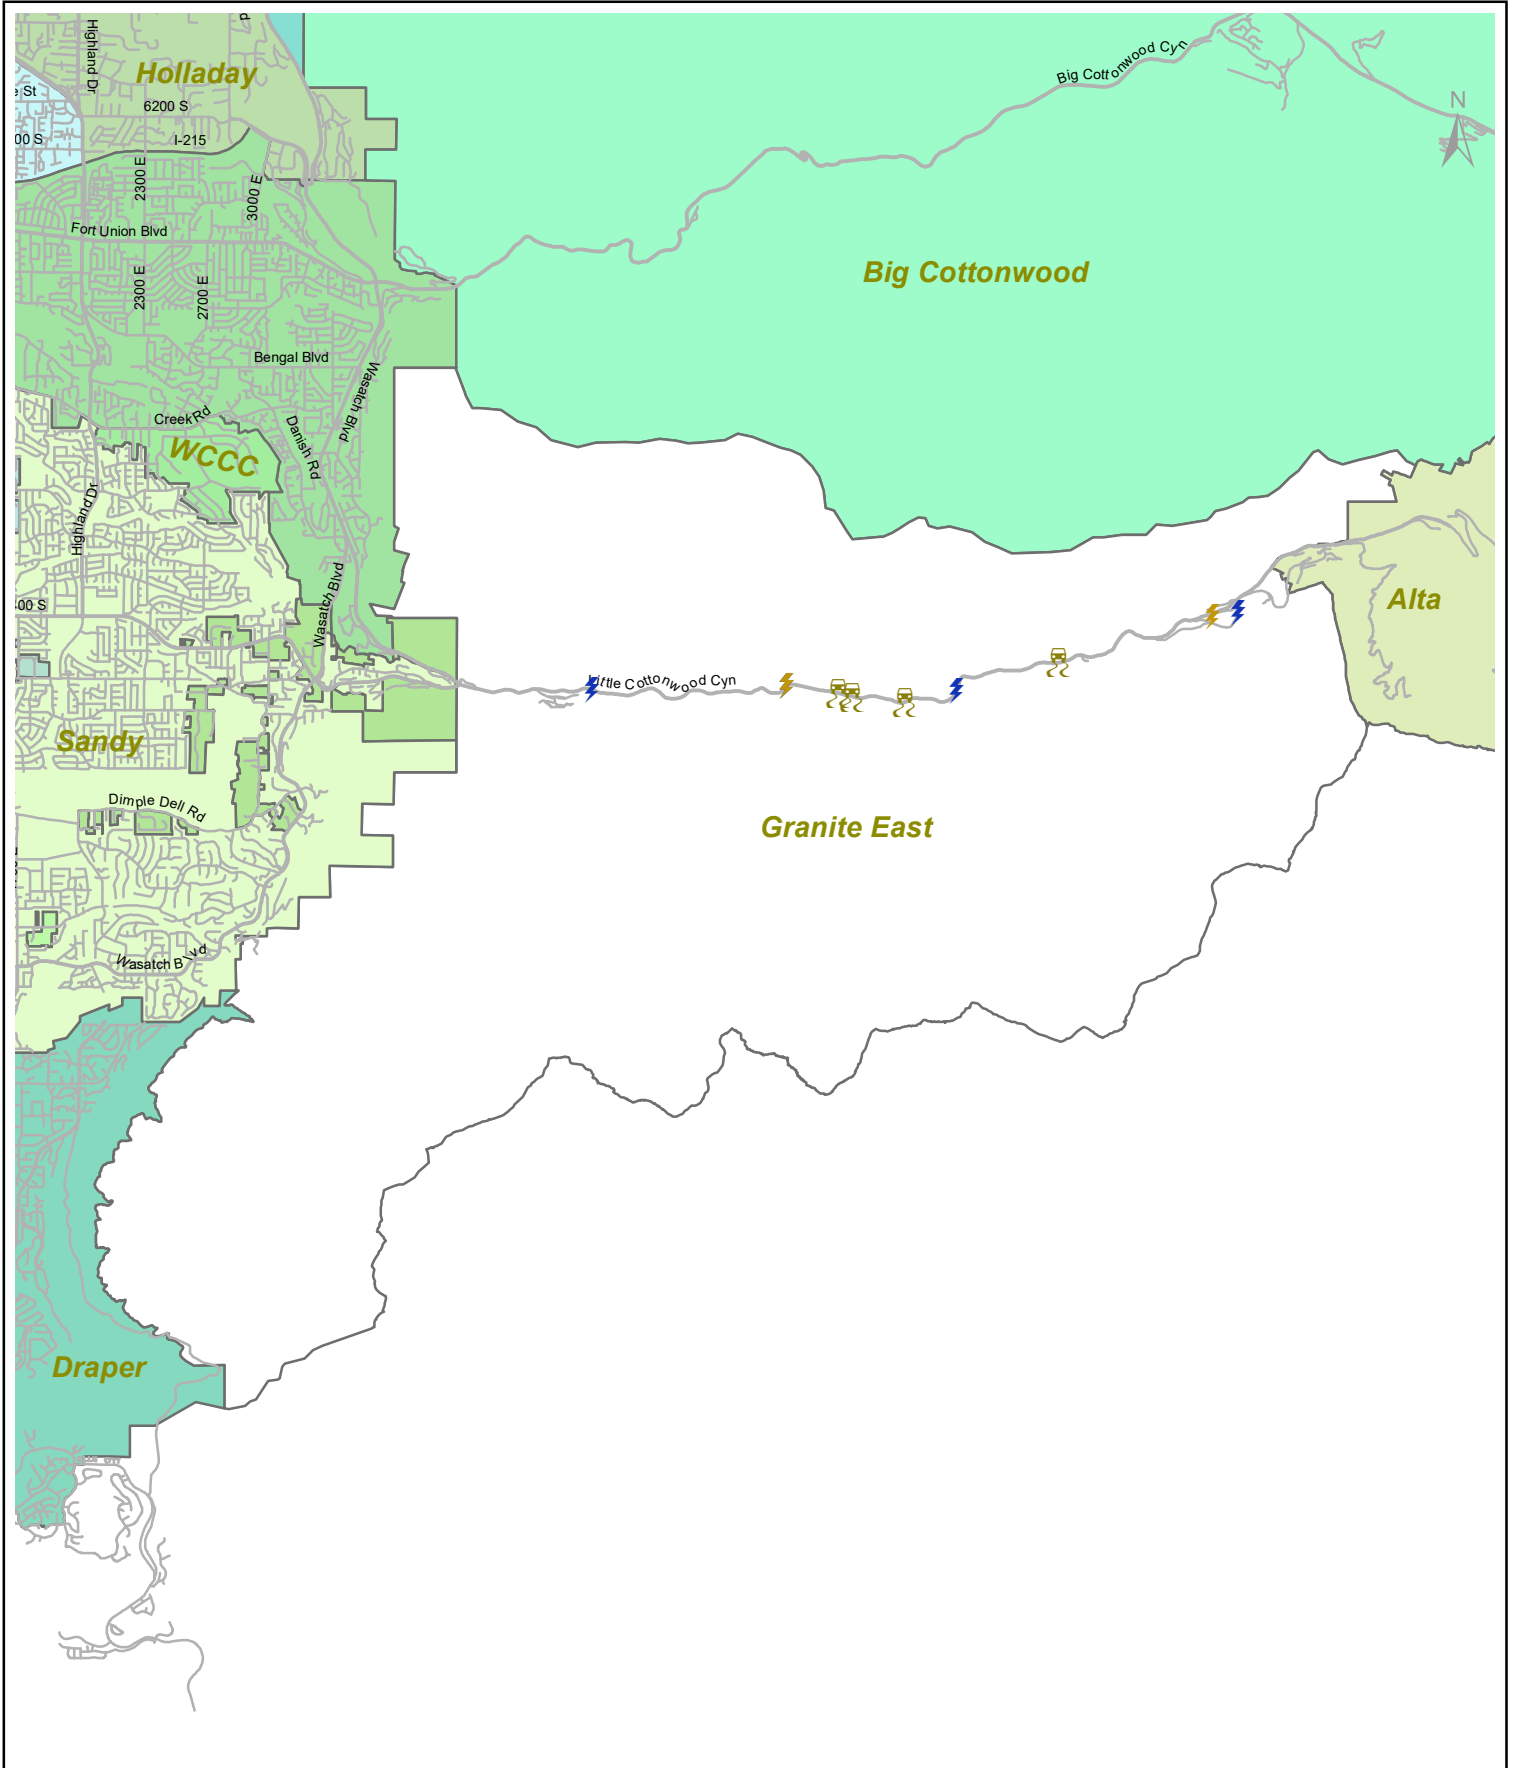 Highland Dr
Holladay
Big Cottonwood Cyn
e St
6200 S
N
00 S
I-215
2300 E
3000 E
Fort Union Blvd
Big Cottonwood
2300 E
2700 E
Bengal Blvd
Wasatch Blvd
Creek Rd
Danish Rd
WCCC
Highland Dr
Wasatch Blvd
00 S
Alta
Little Cottonwood Cyn
Sandy
Dimple Dell Rd
Granite East
Wasatch Blvd
Draper